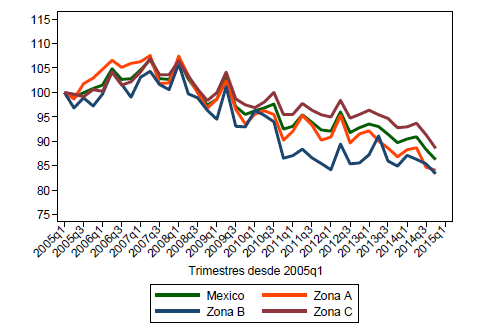 115
110
105
100
95
90
85
80
75
2005q1
2005q3
2006q1
2006q3
2007q1
2007q3
2008q1
2008q3
2009q1
2009q3
2010q1
2010q3
2011q1
2011q3
2012q1
2012q3
2013q1
2013q3
2014q1
2014q3
2015q1
Trimestres desde 2005q1
Mexico Zona A
Zona B Zona C